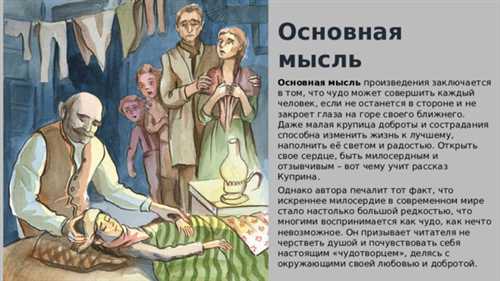 Основная
мысль
Основная мысль произведения заключается
в том, что чудо может совершить каждый
человек, если не останется в стороне и не
закроет глаза на горе своего ближнего.
Даже малая крупица доброты и сострадания
способна изменить жизнь к лучшему,
наполнить её светом и радостью. Открыть
свое сердце, быть милосердным и
отзывчивым – вот чему учит рассказ
Куприна.
Однако автора печалит тот факт, что
искреннее милосердие в современном мире
стало настолько большой редкостью, что
многими воспринимается как чудо, как нечто
невозможное. Он призывает читателя не
черстветь душой и почувствовать себя
настоящим «чудотворцем», делясь с
окружающими своей любовью и добротой.